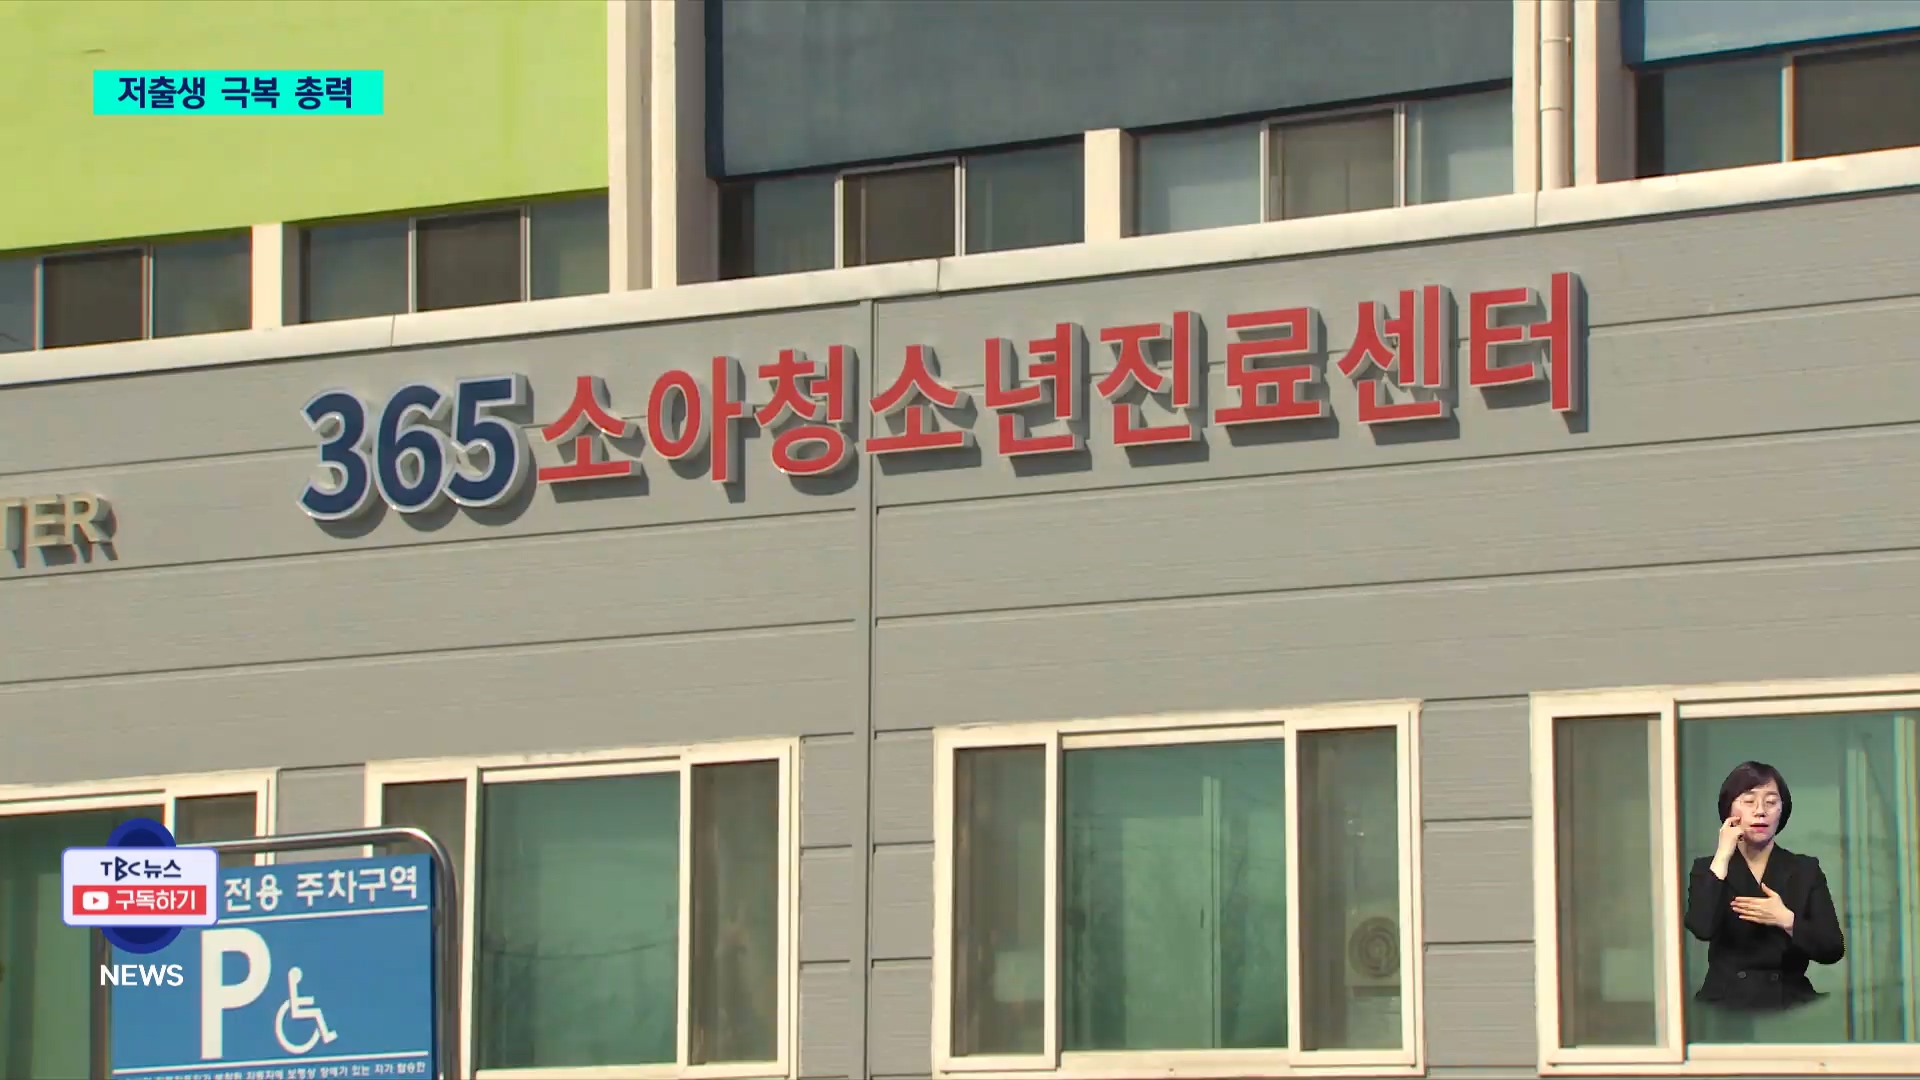 저출생 극복 총력
365소아청소년진료센터
TER
TBC뉴스
구독하기
NEWS
전용 주차구역
P